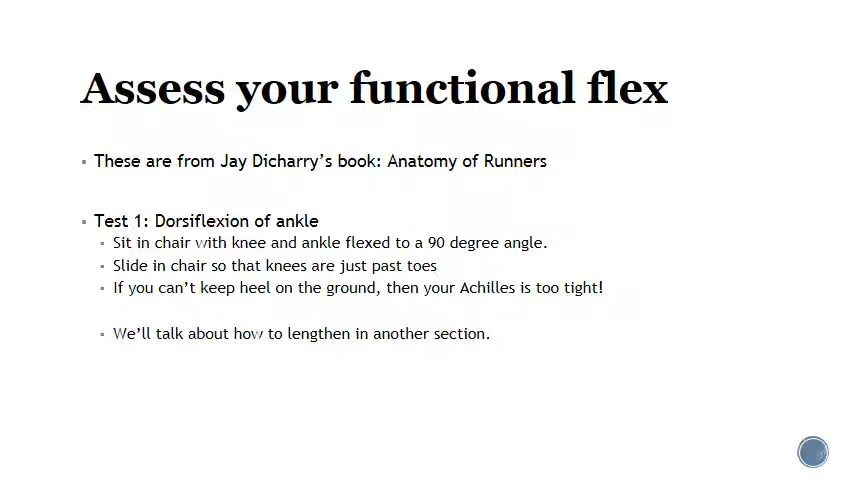 Assess your functional flex
These are from Jay Dicharry's book: Anatomy of Runners
Test 1: Dorsiflexion of ankle
Sit in chair with knee and ankle flexed to a 90 degree angle.
Slide in chair so that knees are just past toes
If you can't keep heel on the ground, then your Achilles is too tight!
We'll talk about how to lengthen in another section.